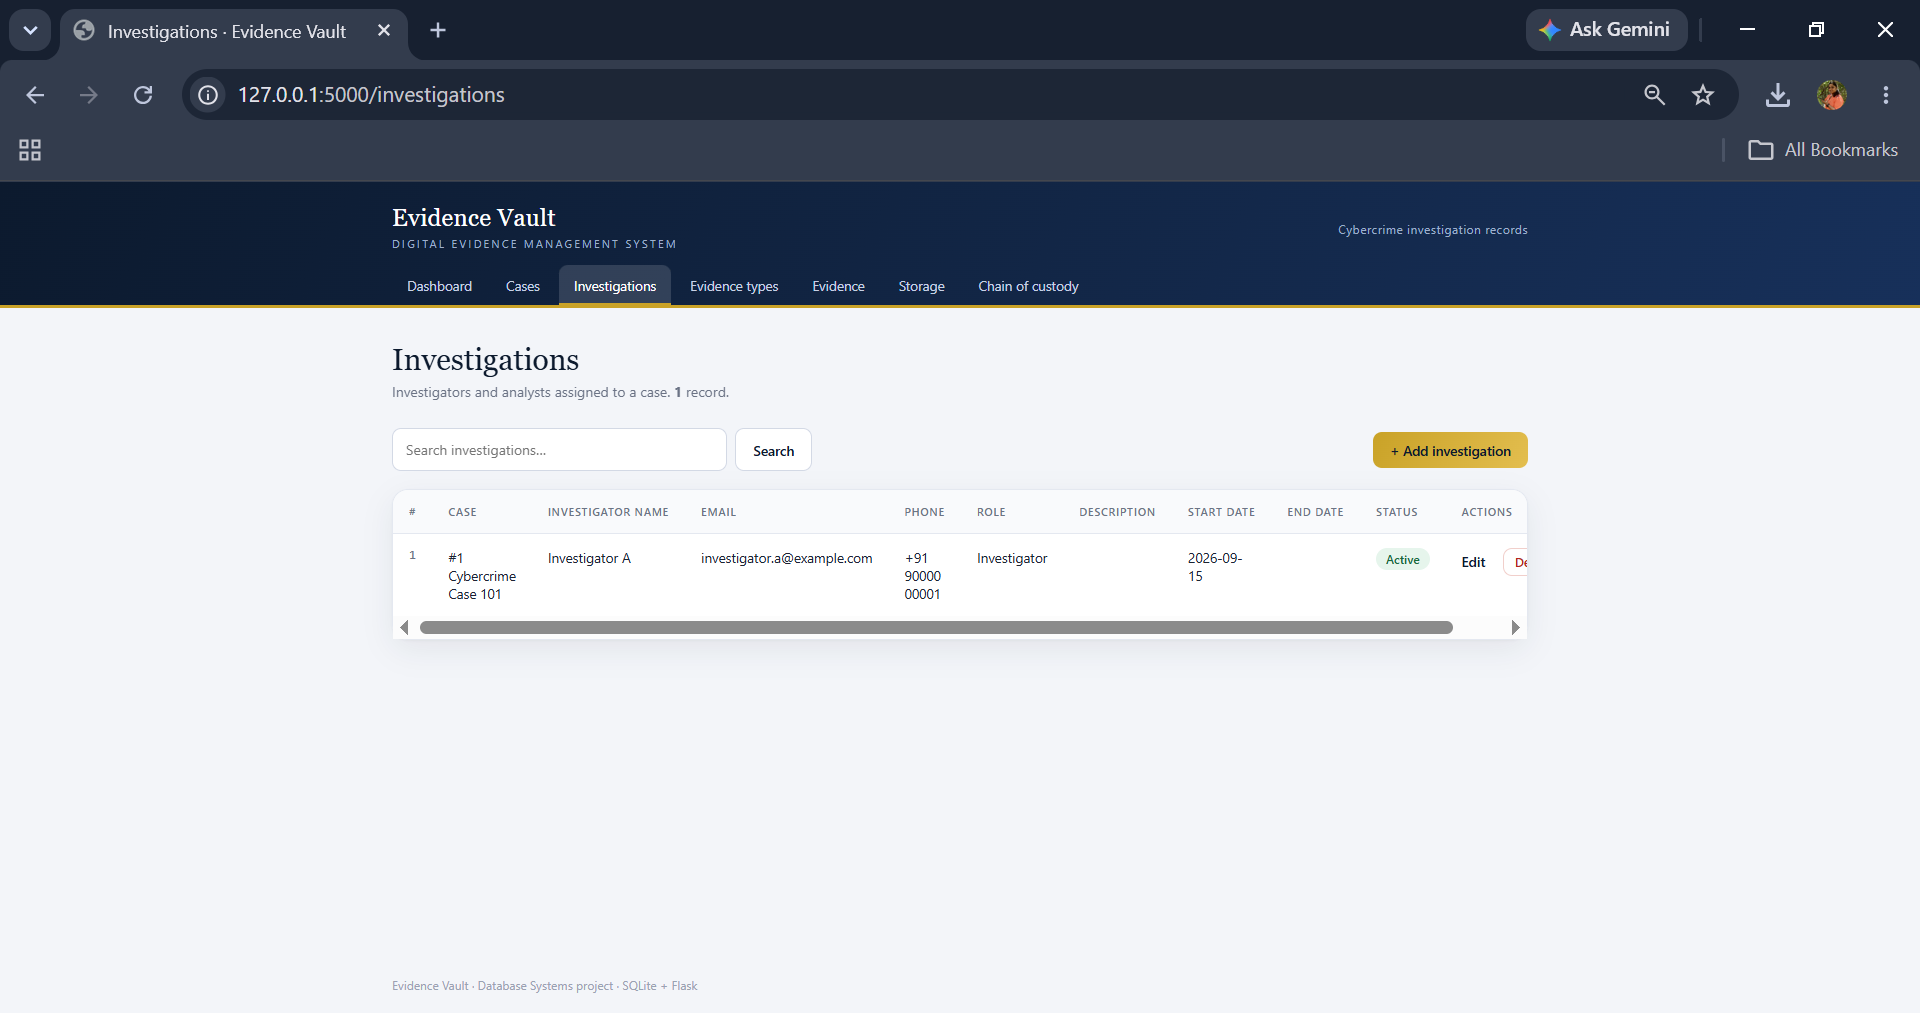 Investigations · Evidence Vault
Ask Gemini
127.0.0.1:5000/investigations
All Bookmarks
Evidence Vault
DIGITAL EVIDENCE MANAGEMENT SYSTEM
Cybercrime investigation records
Dashboard Cases Investigations Evidence types Evidence Storage Chain of custody
Investigations
Investigators and analysts assigned to a case. 1 record.
Search investigations...
Search
+ Add investigation
# CASE INVESTIGATOR NAME EMAIL PHONE ROLE DESCRIPTION START DATE END DATE STATUS ACTIONS
1 #1 Investigator A investigator.a@example.com +91 Investigator 2026-09- Active Edit De
Cybercrime 90000 15
Case 101 00001
Evidence Vault · Database Systems project · SQLite + Flask